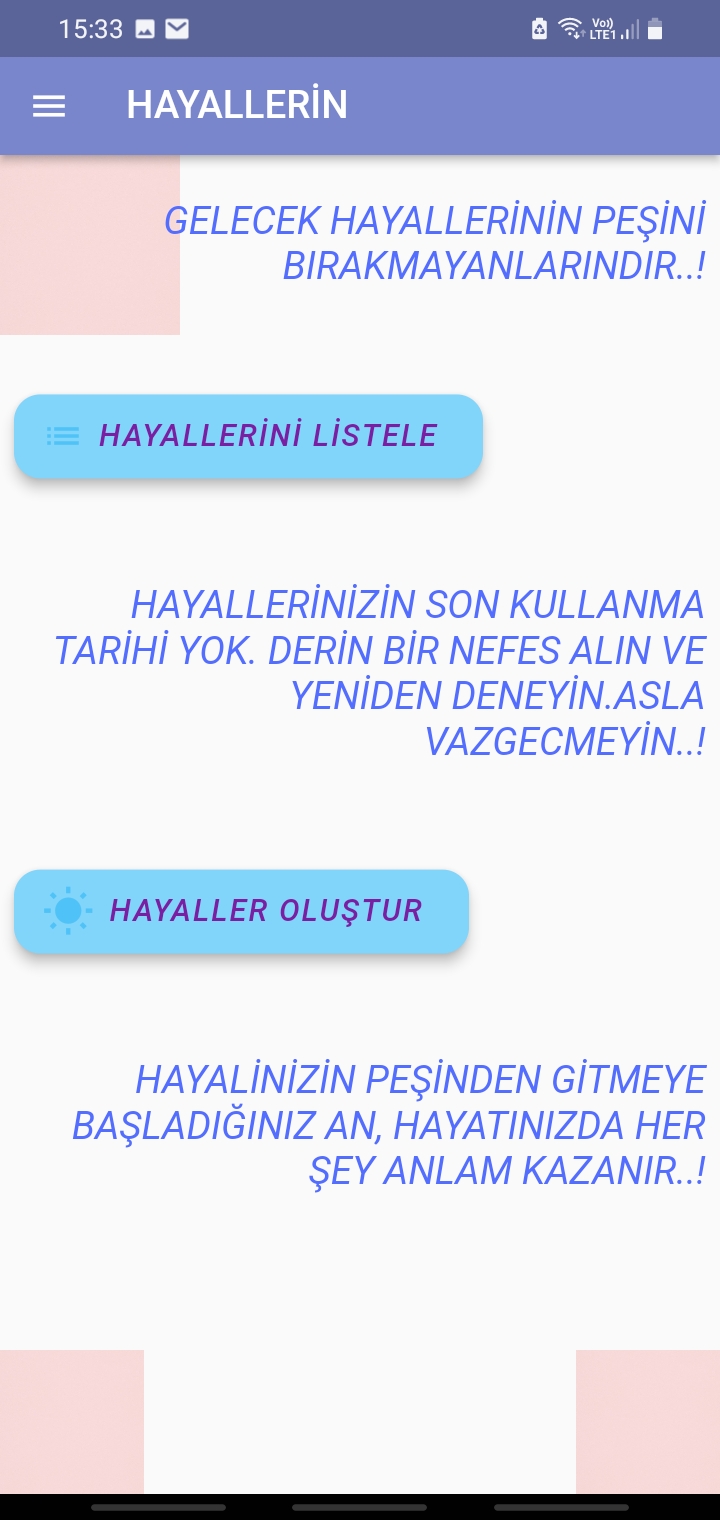 15:33
Vo))
LTE1
HAYALLERİN
GELECEK HAYALLERİNİN PEŞİNİ
BIRAKMAYANLARINDIR..!
HAYALLERİNİ LİSTELE
HAYALLERİNİZİN SON KULLANMA
TARİHİ YOK. DERİN BİR NEFES ALIN VE
YENİDEN DENEYİN.ASLA
VAZGECMEYİN..!
HAYALLER OLUŞTUR
HAYALİNİZİN PEŞİNDEN GİTMEYE
BAŞLADIĞINIZ AN, HAYATINIZDA HER
ŞEY ANLAM KAZANIR..!